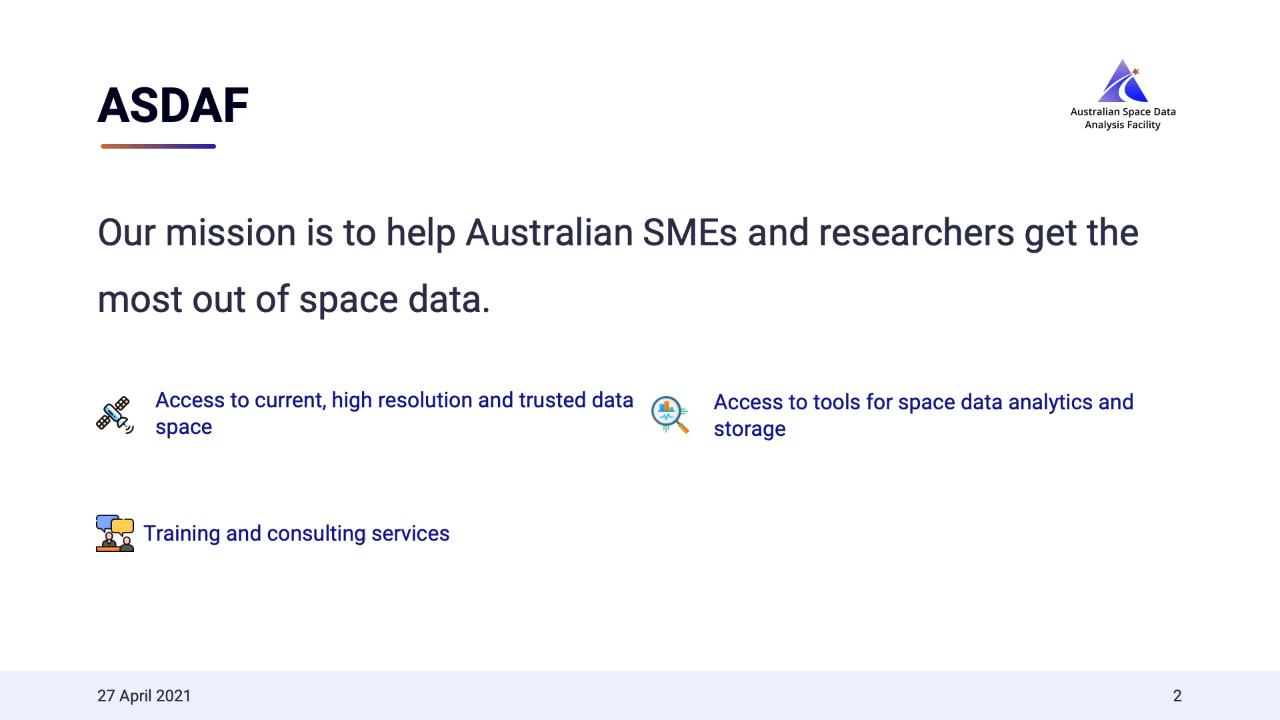 ASDAF
Australian Space Data
Analysis Facility
Our mission is to help Australian SMEs and researchers get the
most out of space data.
Access to current, high resolution and trusted data
space
Access to tools for space data analytics and
storage
Training and consulting services
27 April 2021
2